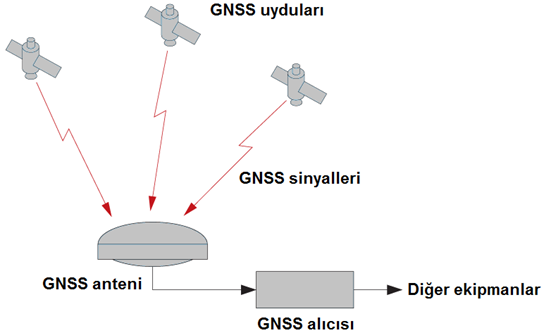 GNSS uyduları
GNSS sinyalleri
GNSS anteni
Diğer ekipmanlar
GNSS alıcısı